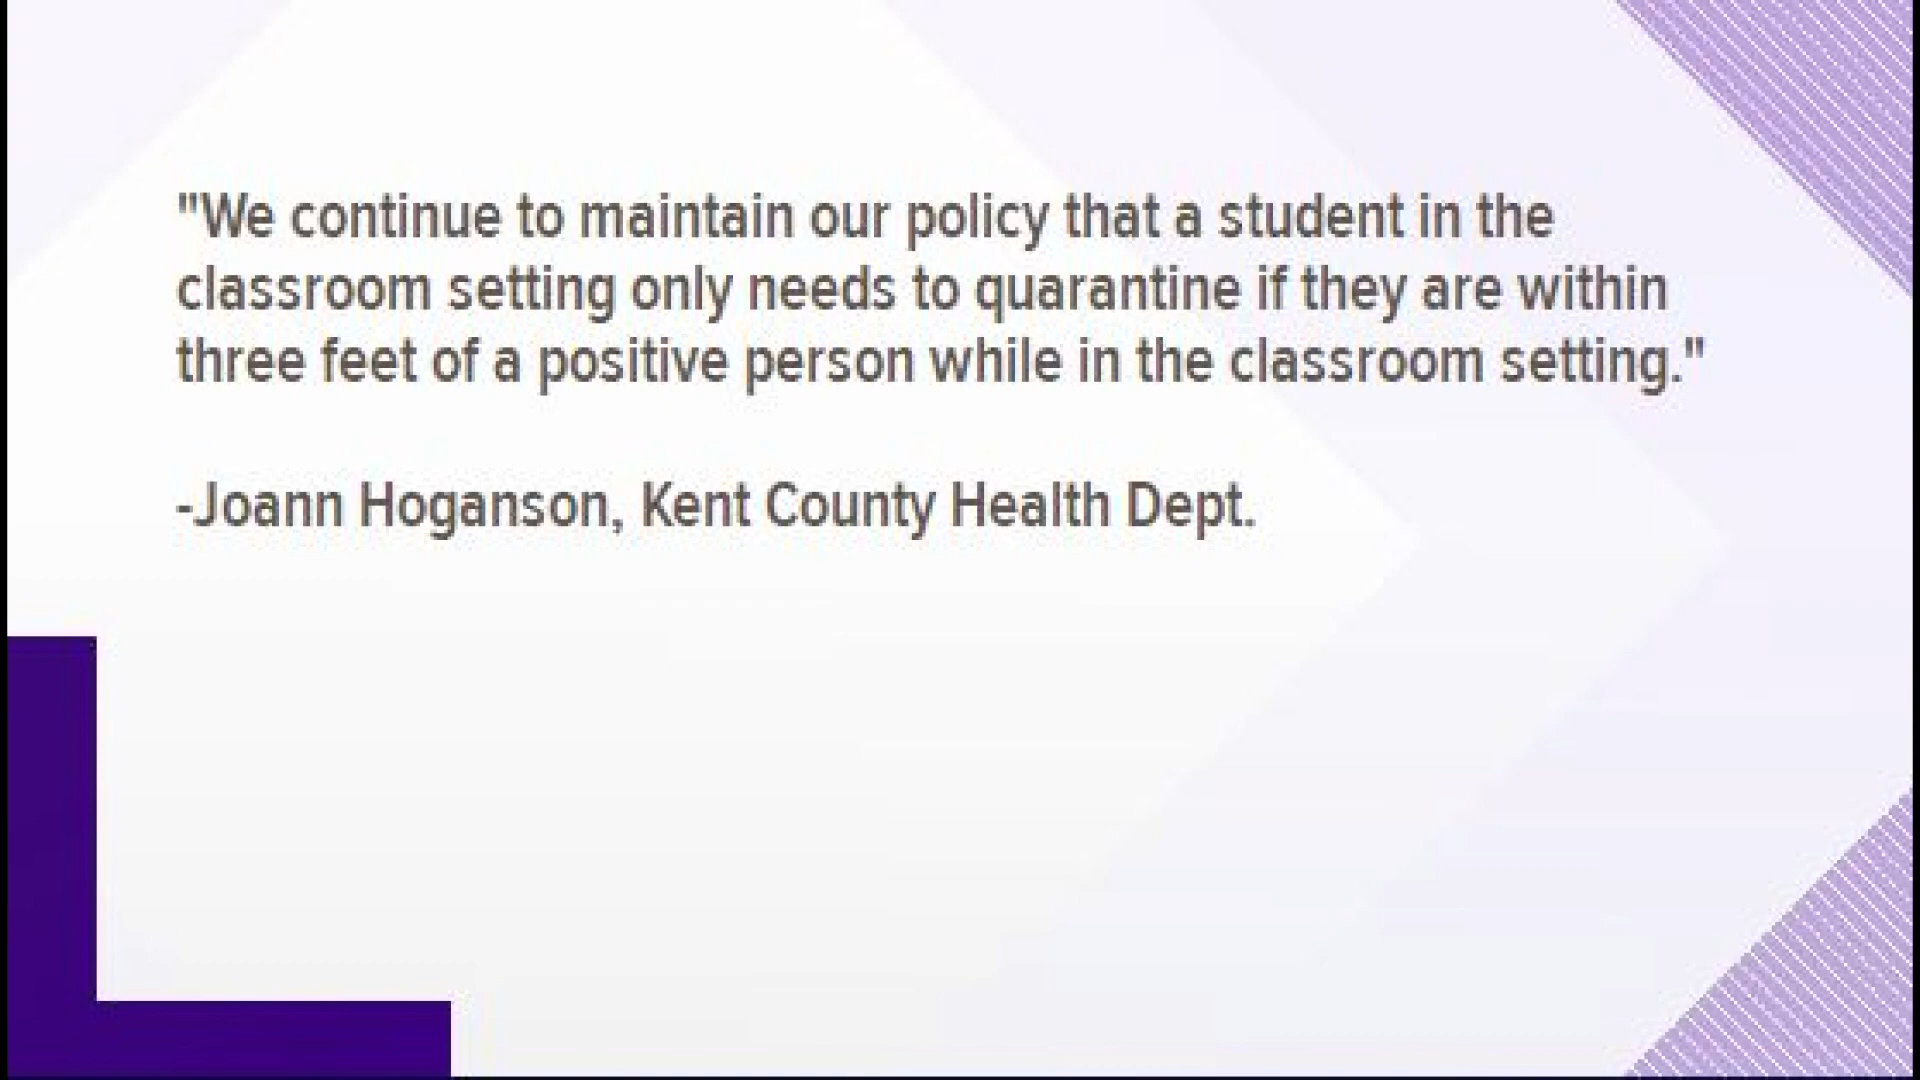 "We continue to maintain our policy that a student in the
classroom setting only needs to quarantine if they are within
three feet of a positive person while in the classroom setting."
-Joann Hoganson, Kent County Health Dept.